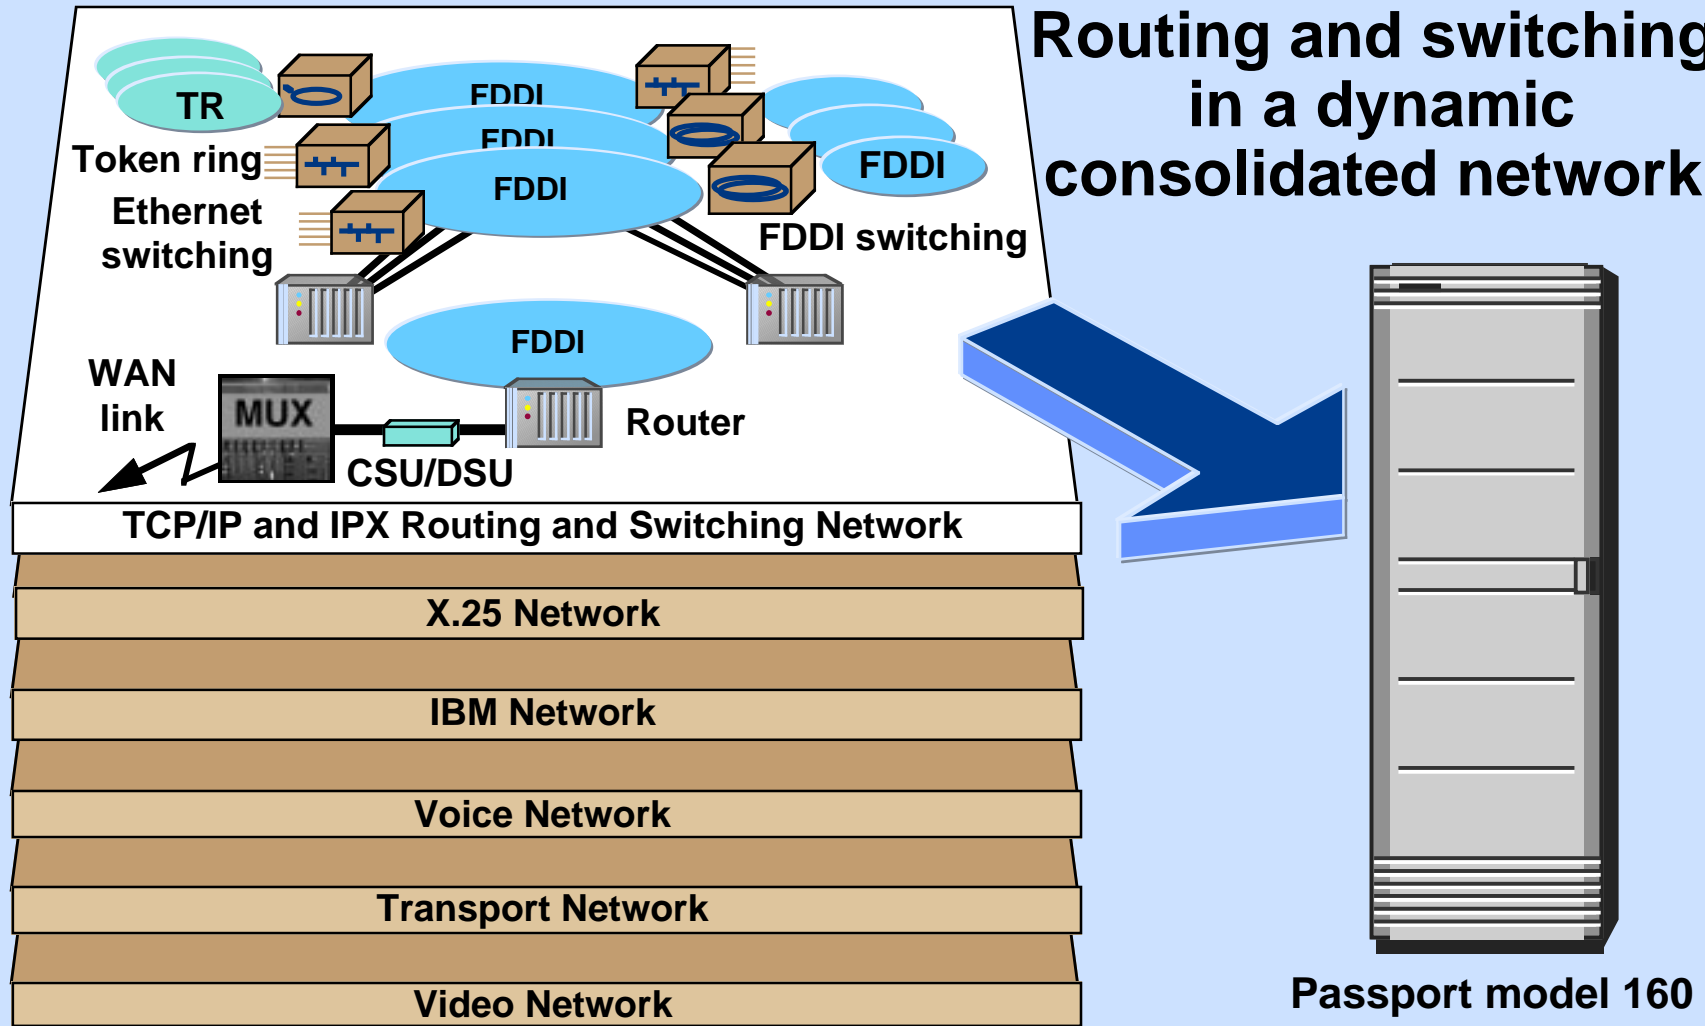 Routing and switching
in a dynamic
consolidated network
TR
FDDI
FDDI
FDDI
FDDI
Token ring
Ethernet
switching
FDDI switching
FDDI
WAN
link
MUX
Router
CSU/DSU
TCP/IP and IPX Routing and Switching Network
X.25 Network
IBM Network
Voice Network
Transport Network
Video Network
Passport model 160